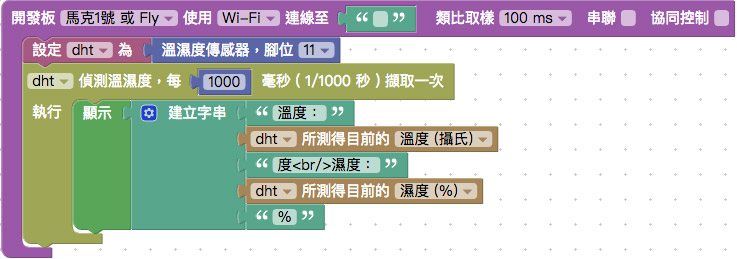 開發板 馬克1號 或 Fly 使用 Wi-Fi 連線至 “ ” 類比取樣 100 ms 串聯 協同控制
設定 dht 為 溫濕度傳感器，腳位 11
dht 偵測溫濕度，每 1000 毫秒 ( 1/1000 秒 ) 擷取一次
執行 顯示 建立字串 “ 溫度： ”
dht 所測得目前的 溫度 (攝氏)
“ 度<br/>濕度： ”
dht 所測得目前的 濕度 (%)
“ % ”